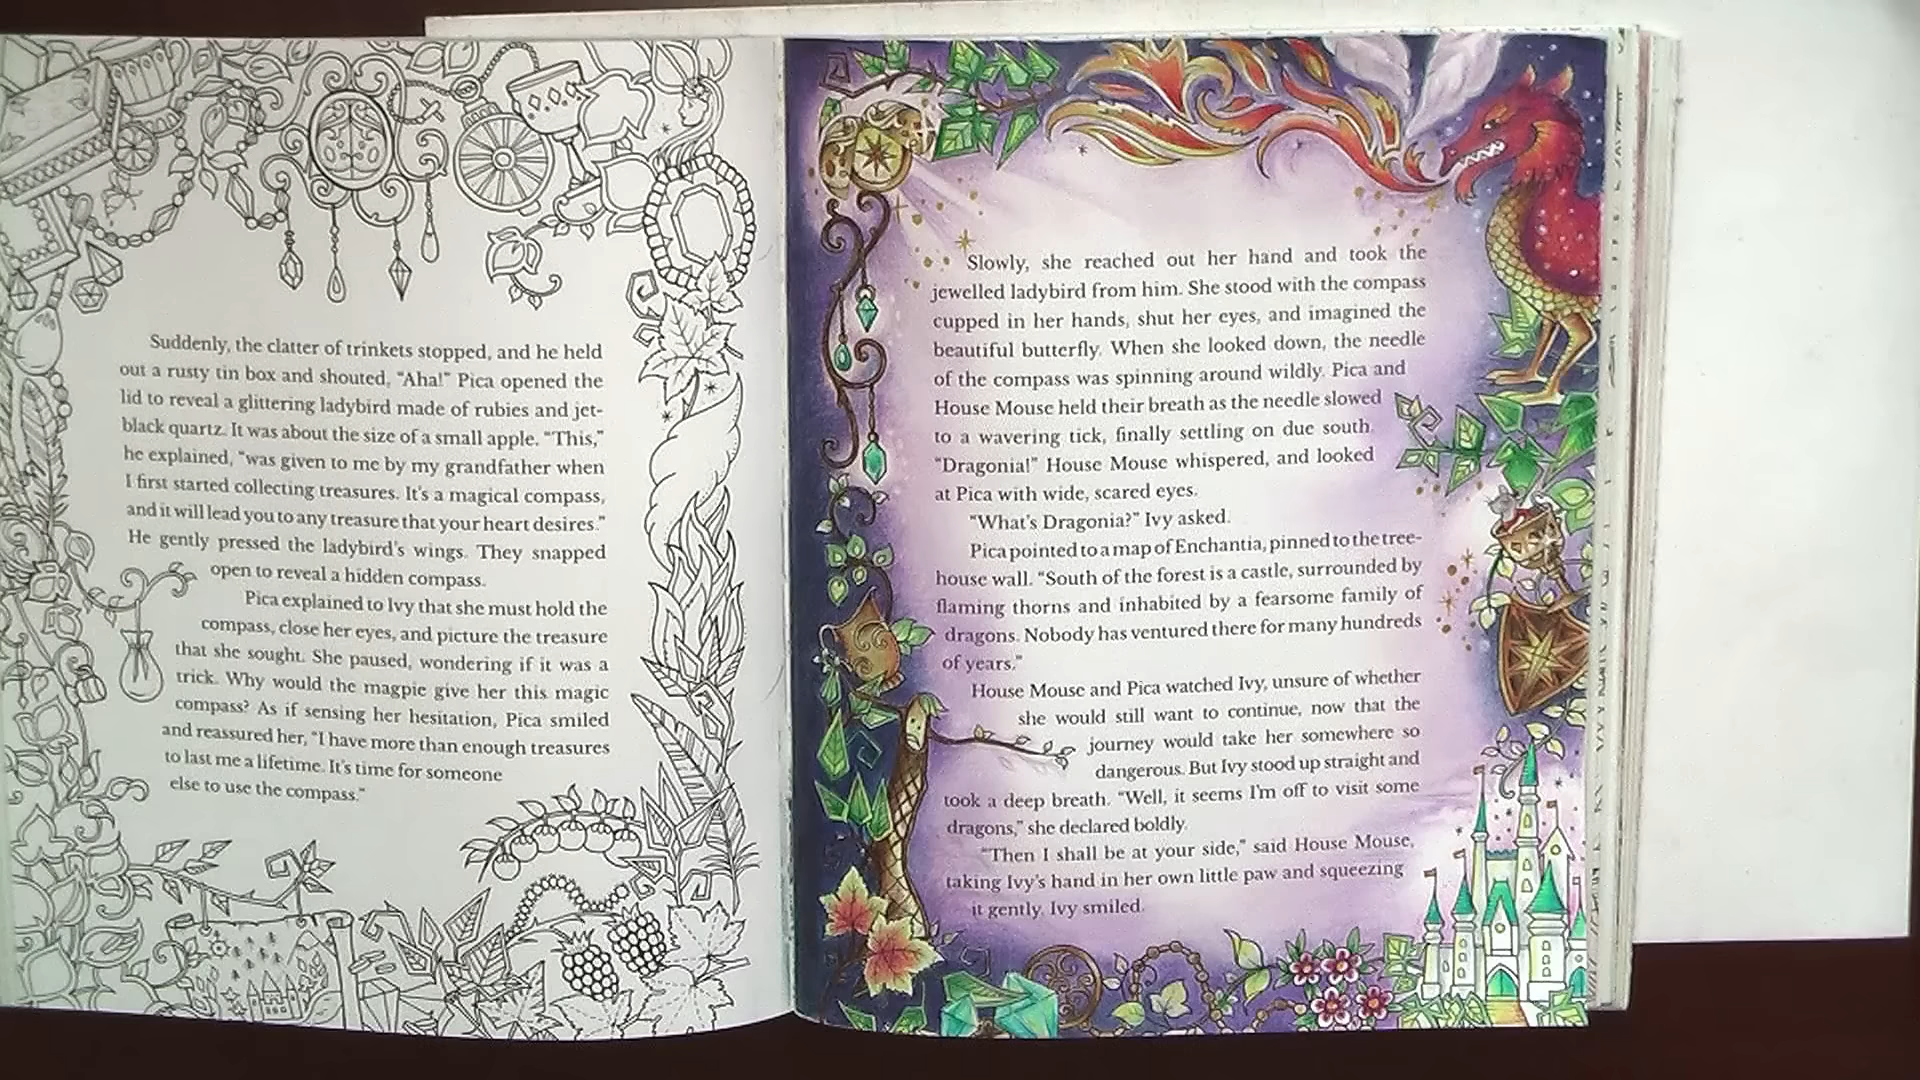 Suddenly, the clatter of trinkets stopped, and he held
out a rusty tin box and shouted, “Aha!” Pica opened the
lid to reveal a glittering ladybird made of rubies and jet-
black quartz. It was about the size of a small apple. “This,”
he explained, “was given to me by my grandfather when
I first started collecting treasures. It’s a magical compass,
and it will lead you to any treasure that your heart desires.”
He gently pressed the ladybird’s wings. They snapped
open to reveal a hidden compass.
Pica explained to Ivy that she must hold the
compass, close her eyes, and picture the treasure
that she sought. She paused, wondering if it was a
trick. Why would the magpie give her this magic
compass? As if sensing her hesitation, Pica smiled
and reassured her, “I have more than enough treasures
to last me a lifetime. It’s time for someone
else to use the compass.”
Slowly, she reached out her hand and took the
jewelled ladybird from him. She stood with the compass
cupped in her hands, shut her eyes, and imagined the
beautiful butterfly. When she looked down, the needle
of the compass was spinning around wildly. Pica and
House Mouse held their breath as the needle slowed
to a wavering tick, finally settling on due south.
“Dragonia!” House Mouse whispered, and looked
at Pica with wide, scared eyes.
“What’s Dragonia?” Ivy asked.
Pica pointed to a map of Enchantia, pinned to the tree-
house wall. “South of the forest is a castle, surrounded by
flaming thorns and inhabited by a fearsome family of
dragons. Nobody has ventured there for many hundreds
of years.”
House Mouse and Pica watched Ivy, unsure of whether
she would still want to continue, now that the
journey would take her somewhere so
dangerous. But Ivy stood up straight and
took a deep breath. “Well, it seems I’m off to visit some
dragons,” she declared boldly.
“Then I shall be at your side,” said House Mouse,
taking Ivy’s hand in her own little paw and squeezing
it gently. Ivy smiled.